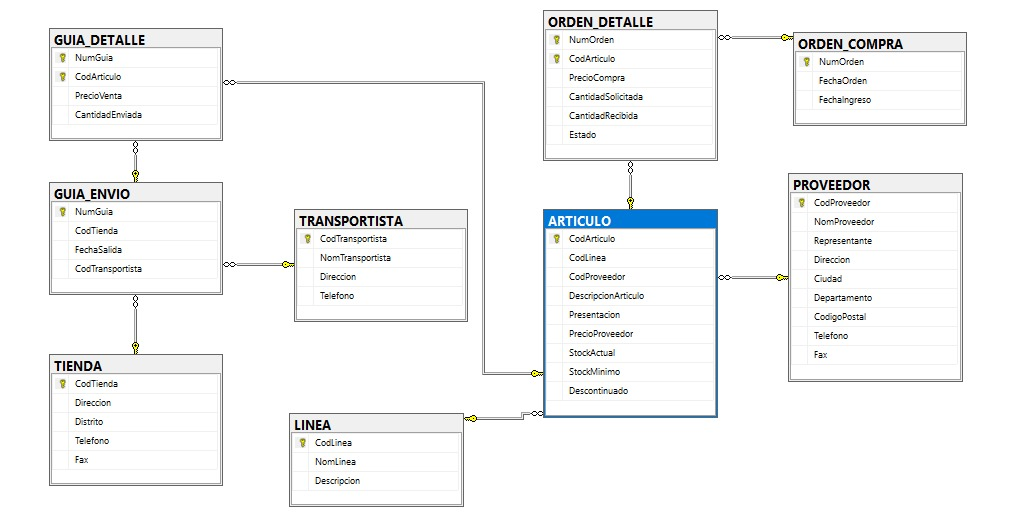 GUIA_DETALLE
NumGuia
CodArticulo
PrecioVenta
CantidadEnviada
GUIA_ENVIO
NumGuia
CodTienda
FechaSalida
CodTransportista
TIENDA
CodTienda
Direccion
Distrito
Telefono
Fax
TRANSPORTISTA
CodTransportista
NomTransportista
Direccion
Telefono
LINEA
CodLinea
NomLinea
Descripcion
ORDEN_DETALLE
NumOrden
CodArticulo
PrecioCompra
CantidadSolicitada
CantidadRecibida
Estado
ARTICULO
CodArticulo
CodLinea
CodProveedor
DescripcionArticulo
Presentacion
PrecioProveedor
StockActual
StockMinimo
Descontinuado
ORDEN_COMPRA
NumOrden
FechaOrden
FechaIngreso
PROVEEDOR
CodProveedor
NomProveedor
Representante
Direccion
Ciudad
Departamento
CodigoPostal
Telefono
Fax